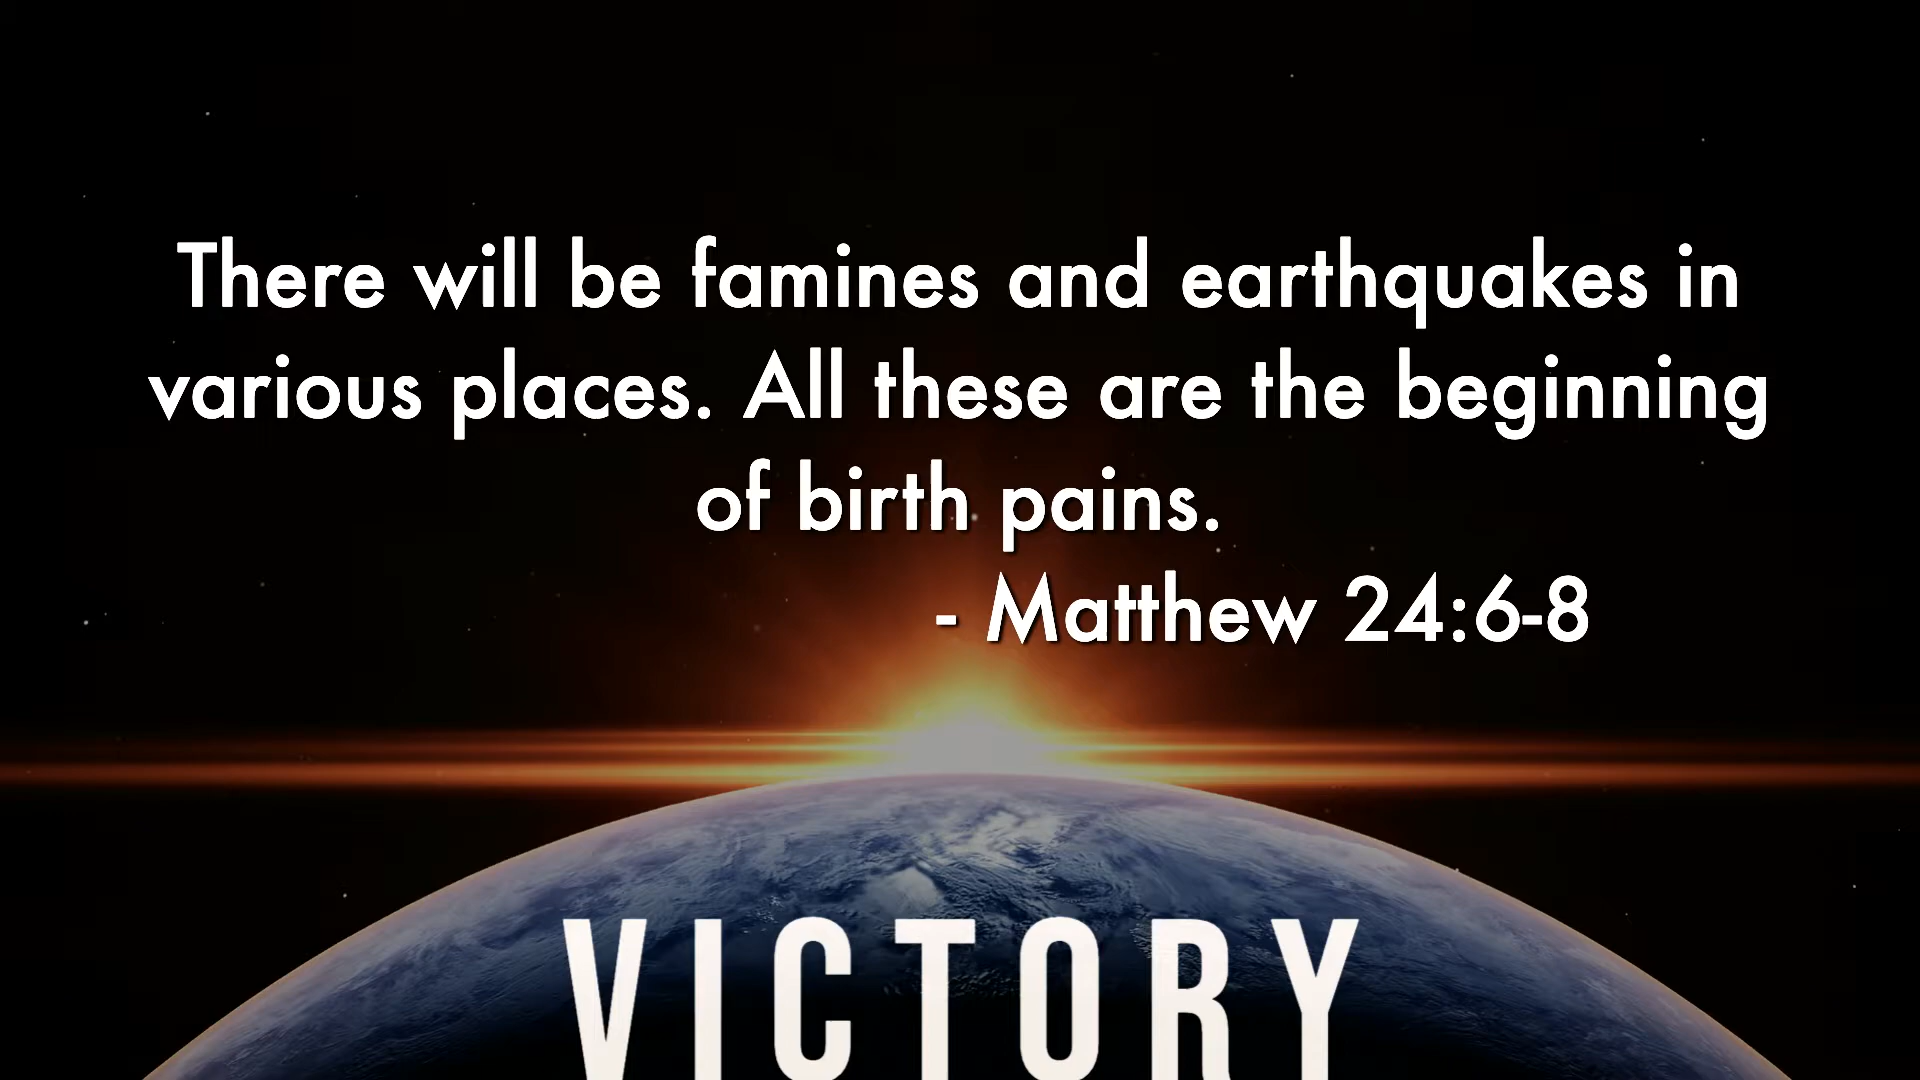 There will be famines and earthquakes in
various places. All these are the beginning
of birth pains.
- Matthew 24:6-8
VICTORY